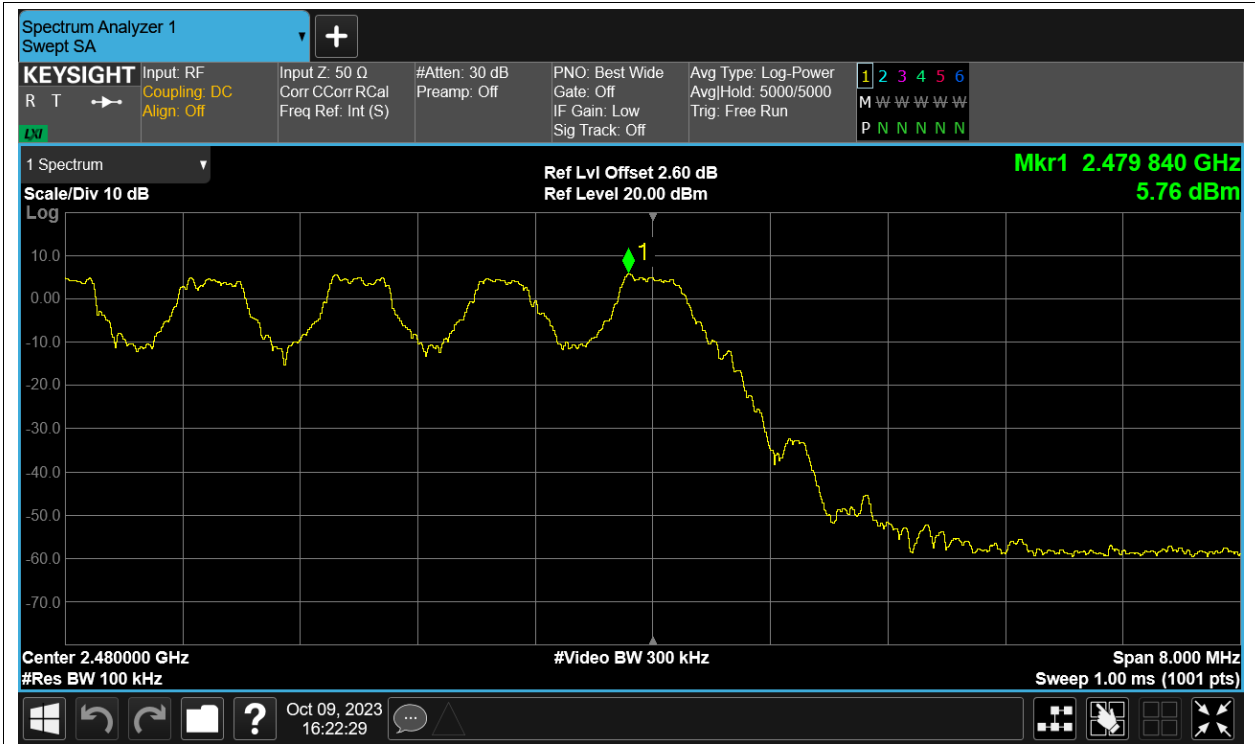 Spectrum Analyzer 1
Swept SA
KEYSIGHT
R T
LXI
Input: RF
Coupling: DC
Align: Off
Input Z: 50 Ω
Corr CCorr RCal
Freq Ref: Int (S)
#Atten: 30 dB
Preamp: Off
PNO: Best Wide
Gate: Off
IF Gain: Low
Sig Track: Off
Avg Type: Log-Power
Avg|Hold: 5000/5000
Trig: Free Run
1 2 3 4 5 6
M W W W W W
P N N N N N
1 Spectrum
Scale/Div 10 dB
Log
Ref Lvl Offset 2.60 dB
Ref Level 20.00 dBm
Mkr1 2.479 840 GHz
5.76 dBm
1
10.0
0.00
-10.0
-20.0
-30.0
-40.0
-50.0
-60.0
-70.0
Center 2.480000 GHz
#Res BW 100 kHz
#Video BW 300 kHz
Span 8.000 MHz
Sweep 1.00 ms (1001 pts)
?
Oct 09, 2023
16:22:29